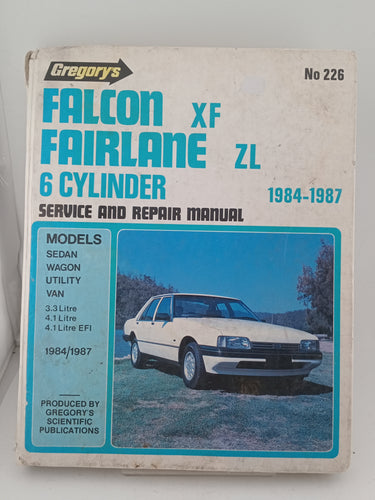 Gregory's
No 226
FALCON XF
FAIRLANE ZL
6 CYLINDER
1984-1987
SERVICE AND REPAIR MANUAL
MODELS
SEDAN
WAGON
UTILITY
VAN
3.3 Litre
4.1 Litre
4.1 Litre EFI
1984/1987
PRODUCED BY
GREGORY'S
SCIENTIFIC
PUBLICATIONS